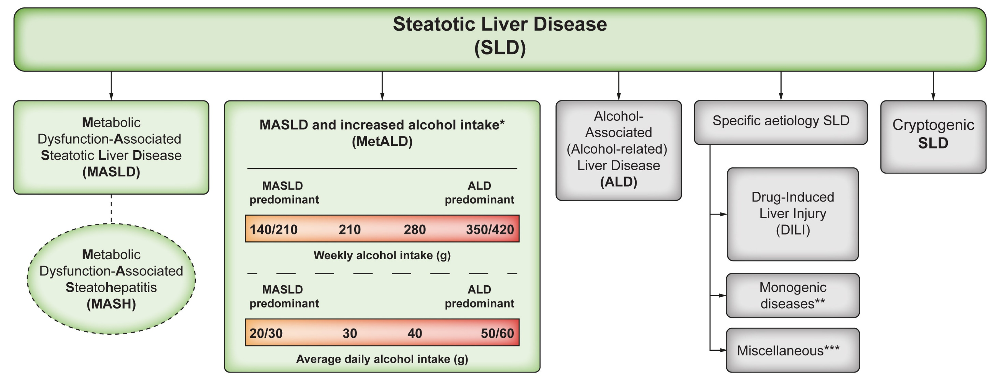 Steatotic Liver Disease
(SLD)
Metabolic
Dysfunction-Associated
Steatotic Liver Disease
(MASLD)
Metabolic
Dysfunction-Associated
Steatohepatitis
(MASH)
MASLD and increased alcohol intake*
(MetALD)
MASLD predominant
ALD predominant
140/210 210 280 350/420
Weekly alcohol intake (g)
MASLD predominant
ALD predominant
20/30 30 40 50/60
Average daily alcohol intake (g)
Alcohol-
Associated
(Alcohol-related)
Liver Disease
(ALD)
Specific aetiology SLD
Drug-Induced
Liver Injury
(DILI)
Monogenic
diseases**
Miscellaneous***
Cryptogenic
SLD